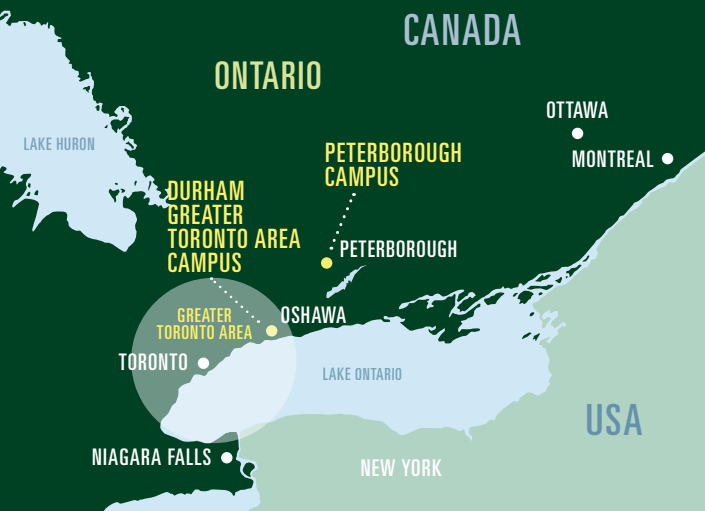 CANADA
ONTARIO
OTTAWA
LAKE HURON
PETERBOROUGH
CAMPUS
MONTREAL
DURHAM
GREATER
TORONTO AREA
CAMPUS
PETERBOROUGH
GREATER
TORONTO AREA
OSHAWA
TORONTO
LAKE ONTARIO
USA
NIAGARA FALLS
NEW YORK